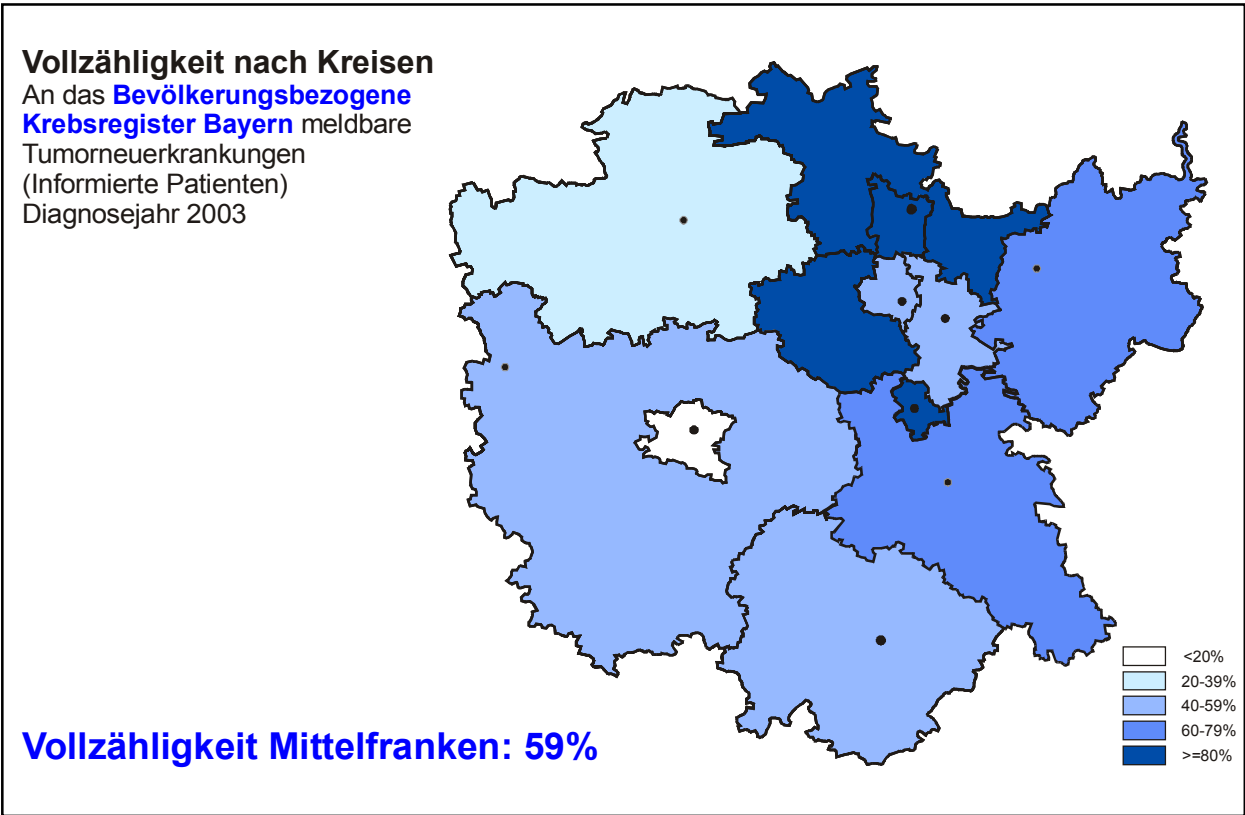 Vollzähligkeit nach Kreisen
An das Bevölkerungsbezogene
Krebsregister Bayern meldbare
Tumorneuerkrankungen
(Informierte Patienten)
Diagnosejahr 2003
<20%
20-39%
40-59%
60-79%
>=80%
Vollzähligkeit Mittelfranken: 59%